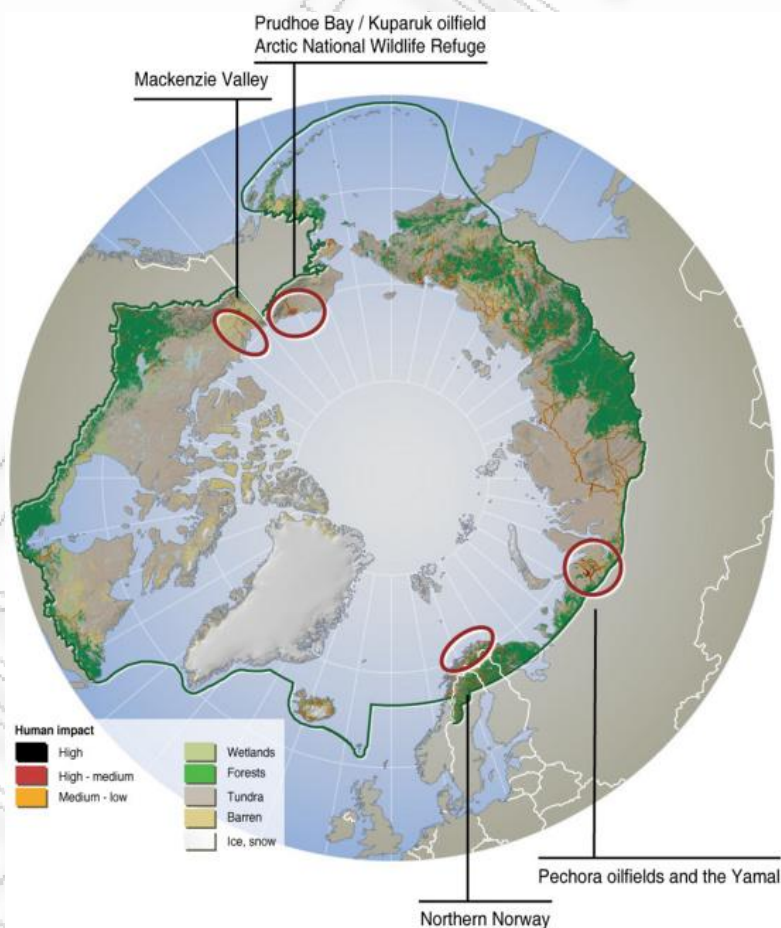 Prudhoe Bay / Kuparuk oilfield
Arctic National Wildlife Refuge
Mackenzie Valley
Human impact
High
High - medium
Medium - low
Wetlands
Forests
Tundra
Barren
Ice, snow
Pechora oilfields and the Yamal
Northern Norway